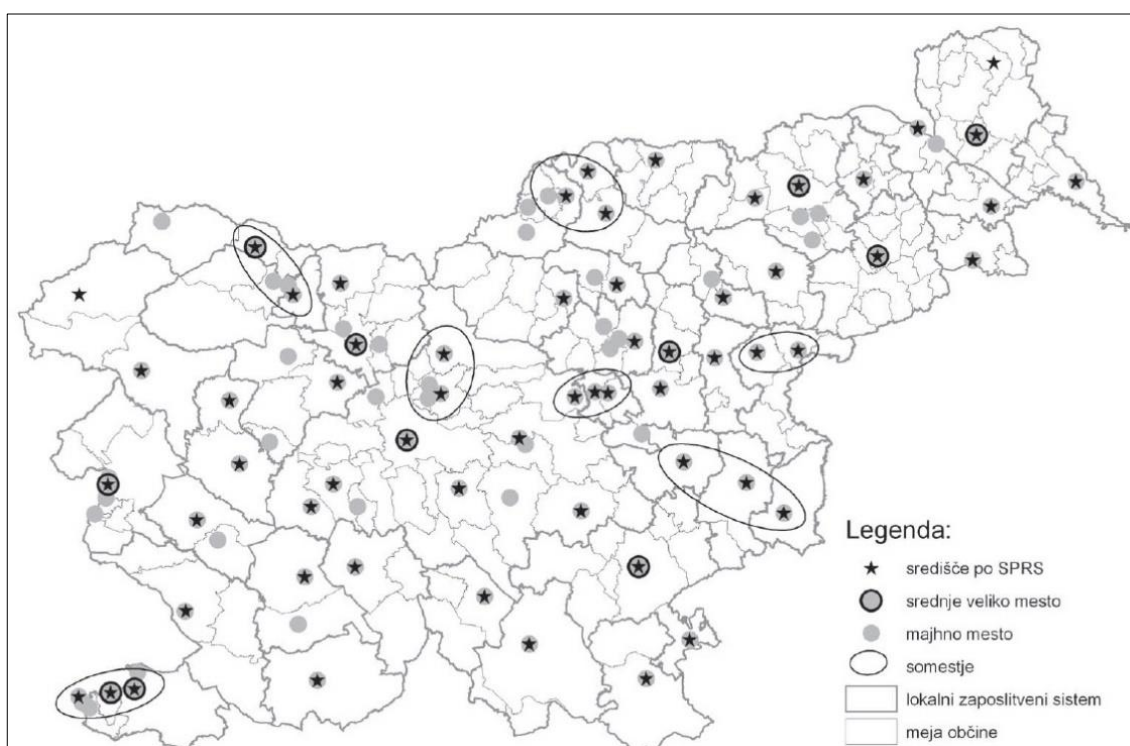 Legenda:
središče po SPRS
srednje veliko mesto
majhno mesto
somestje
lokalni zaposlitveni sistem
meja občine